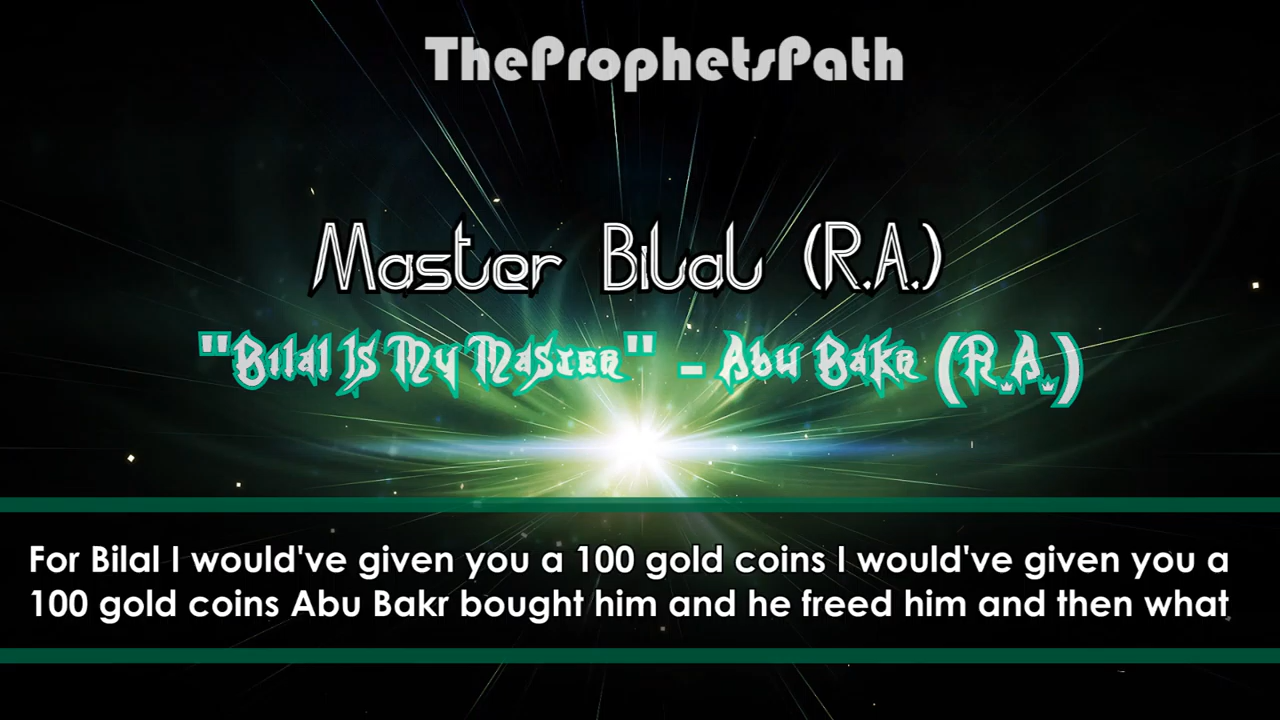 TheProphetsPath
Master Bilal (R.A.)
"Bilal Is My Master" - Abu Bakr (R.A.)
For Bilal I would've given you a 100 gold coins I would've given you a
100 gold coins Abu Bakr bought him and he freed him and then what